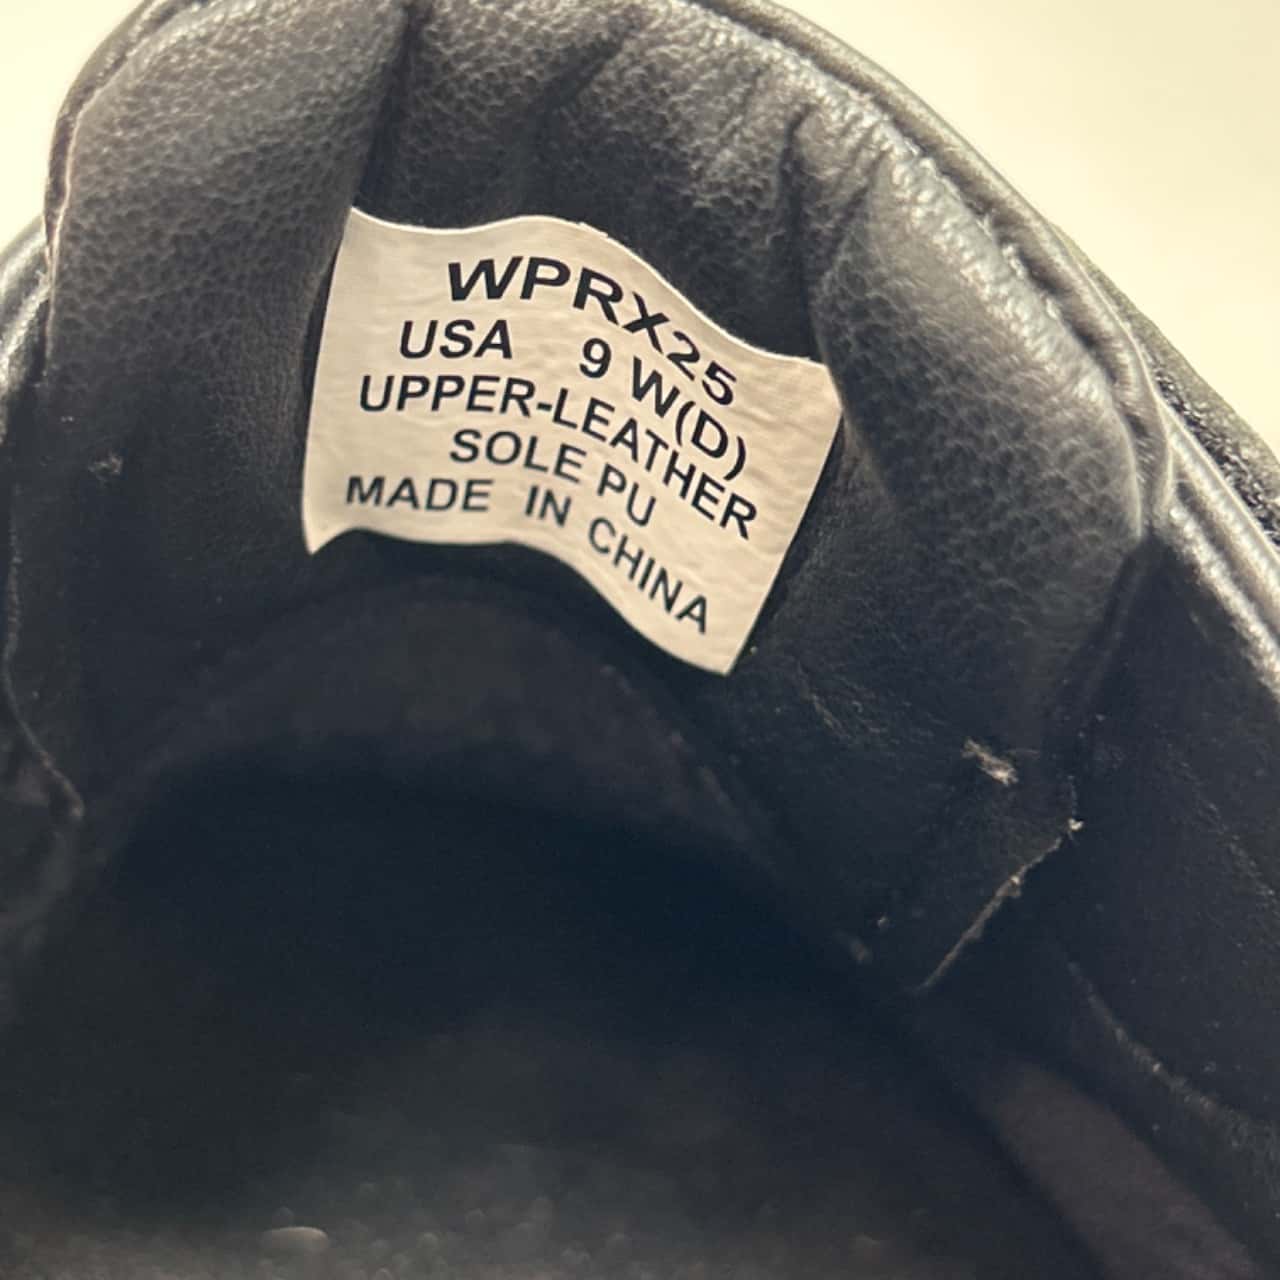 WPRX25
USA 9 W(D)
UPPER-LEATHER
SOLE PU
MADE IN CHINA